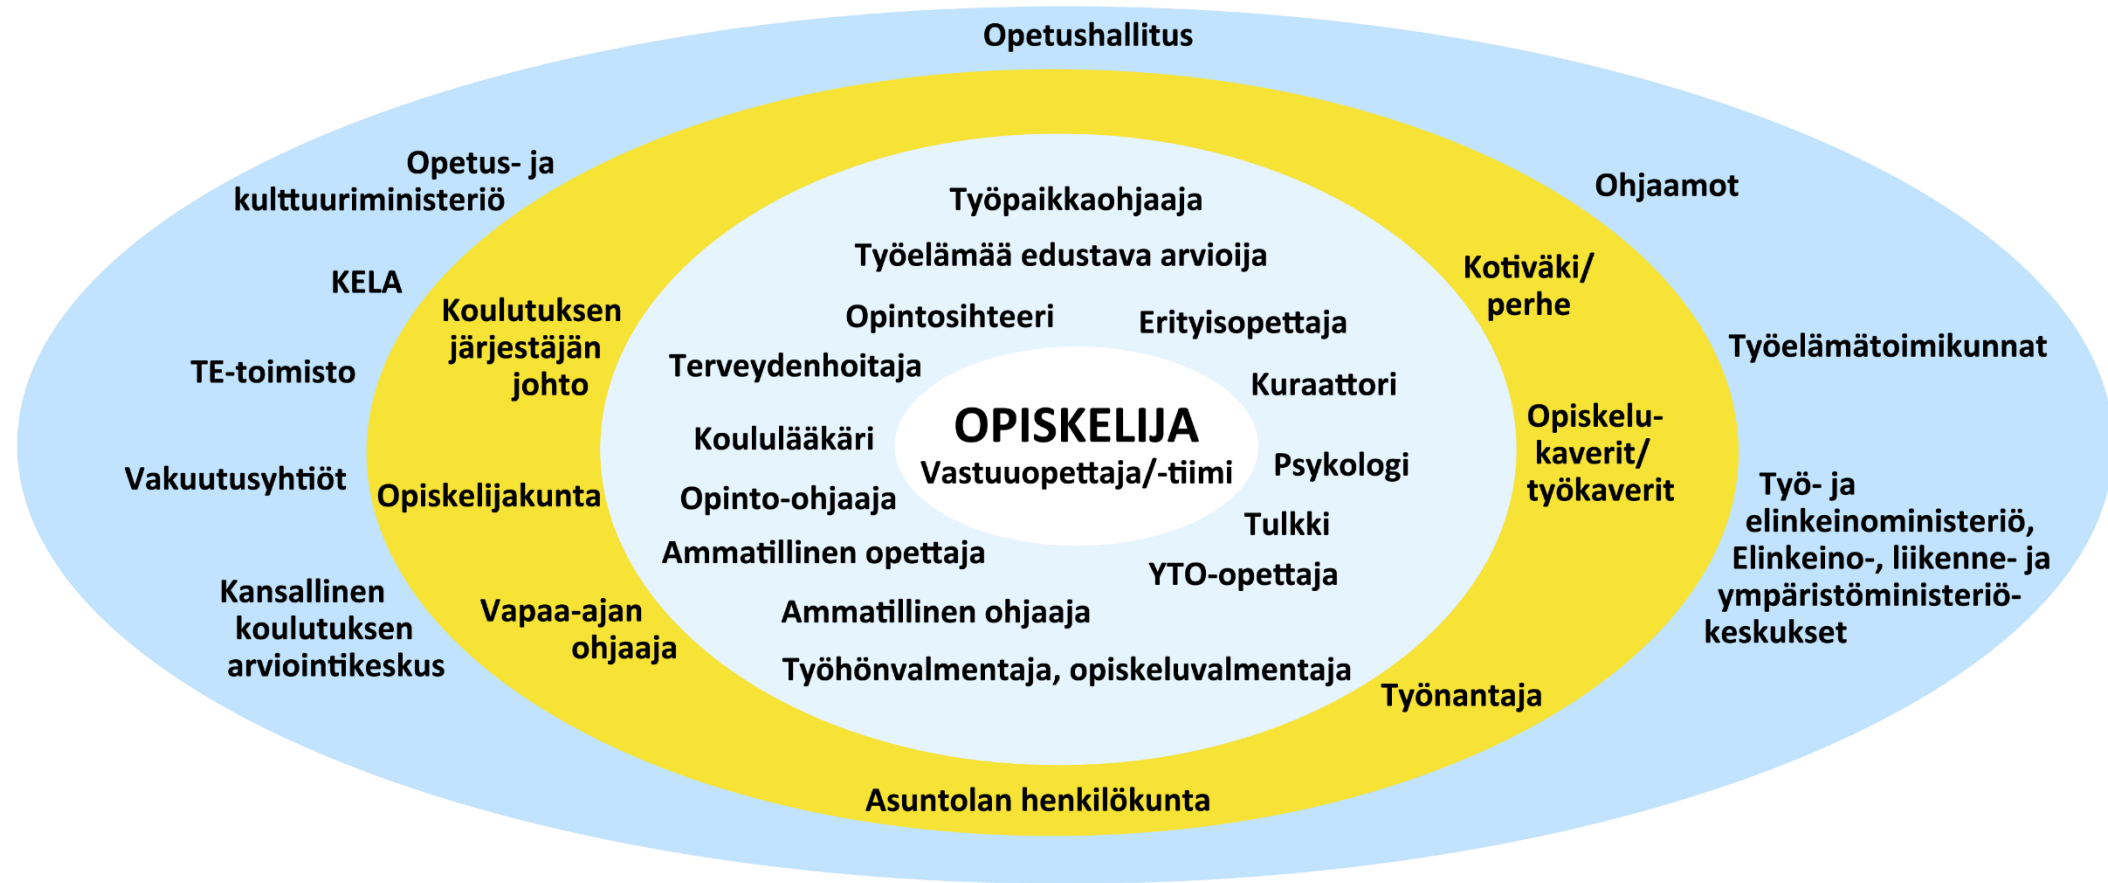 Opetushallitus
Opetus- ja
kulttuuriministeriö
KELA
TE-toimisto
Vakuutusyhtiöt
Kansallinen
koulutuksen
arviointikeskus
Koulutuksen
järjestäjän
johto
Opiskelijakunta
Vapaa-ajan
ohjaaja
Työpaikkaohjaaja
Työelämää edustava arvioija
Opintosihteeri
Erityisopettaja
Terveydenhoitaja
Kuraattori
Koululääkäri
OPISKELIJA
Vastuuopettaja/-tiimi
Psykologi
Opinto-ohjaaja
Tulkki
Ammatillinen opettaja
YTO-opettaja
Ammatillinen ohjaaja
Työhönvalmentaja, opiskeluvalmentaja
Asuntolan henkilökunta
Kotiväki/
perhe
Opiskelu-
kaverit/
työkaverit
Työnantaja
Ohjaamot
Työelämätoimikunnat
Työ- ja
elinkeinoministeriö,
Elinkeino-, liikenne- ja
ympäristöministeriö-
keskukset